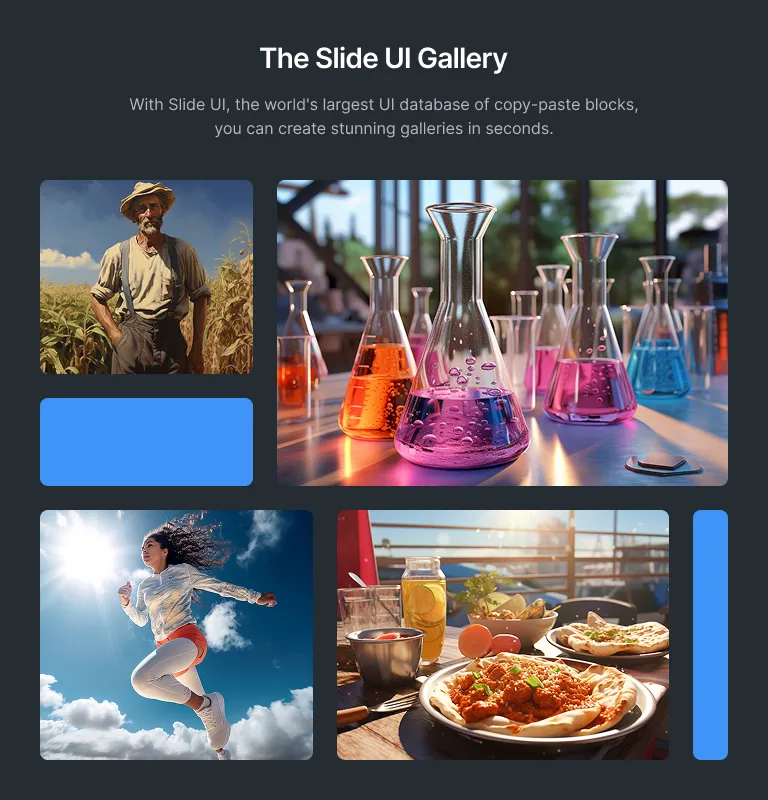 The Slide UI Gallery
With Slide UI, the world's largest UI database of copy-paste blocks,
you can create stunning galleries in seconds.